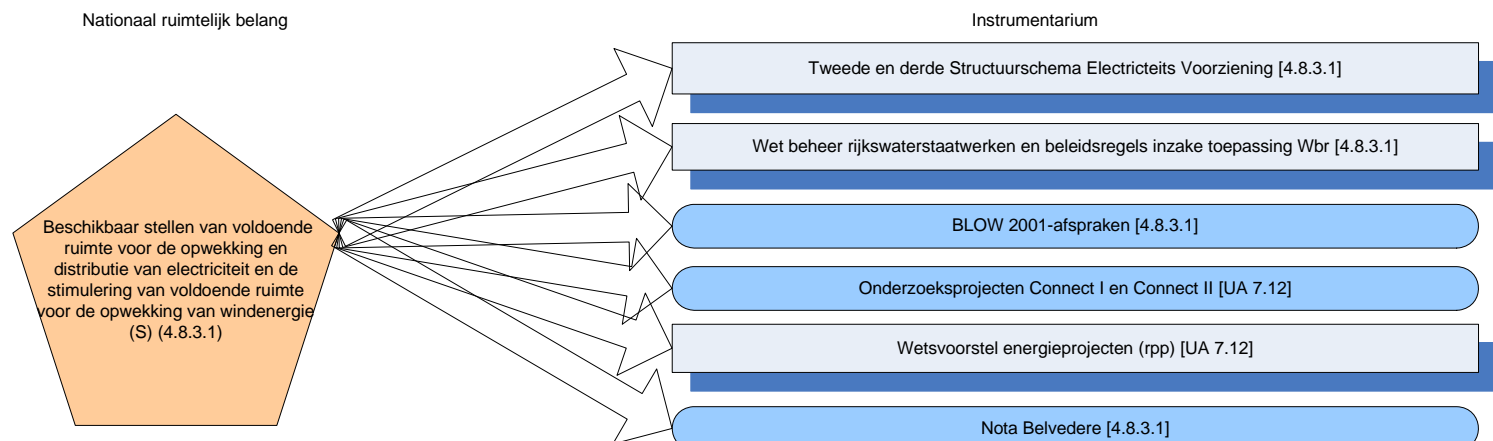 Nationaal ruimtelijk belang
Instrumentarium
Beschikbaar stellen van voldoende
ruimte voor de opwekking en
distributie van electriciteit en de
stimulering van voldoende ruimte
voor de opwekking van windenergie
(S) (4.8.3.1)
Tweede en derde Structuurschema Electricteits Voorziening [4.8.3.1]
Wet beheer rijkswaterstaatwerken en beleidsregels inzake toepassing Wbr [4.8.3.1]
BLOW 2001-afspraken [4.8.3.1]
Onderzoeksprojecten Connect I en Connect II [UA 7.12]
Wetsvoorstel energieprojecten (rpp) [UA 7.12]
Nota Belvedere [4.8.3.1]